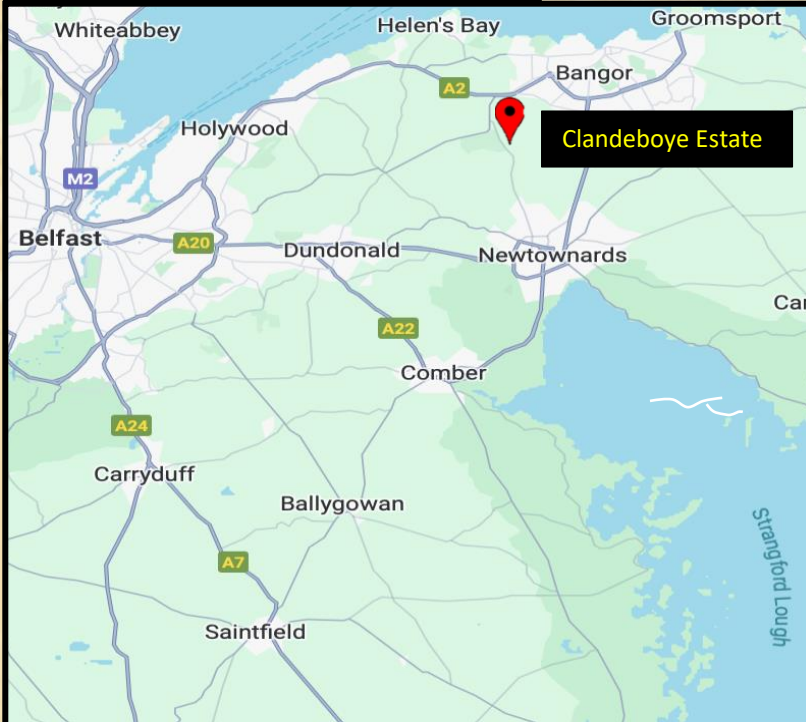 Groomsport
Whiteabbey
Helen's Bay
Bangor
A2
Clandeboye Estate
Holywood
M2
Belfast
A20
Dundonald
Newtownards
Car
A22
Comber
A24
Carryduff
Ballygowan
Strangford Lough
A7
Saintfield